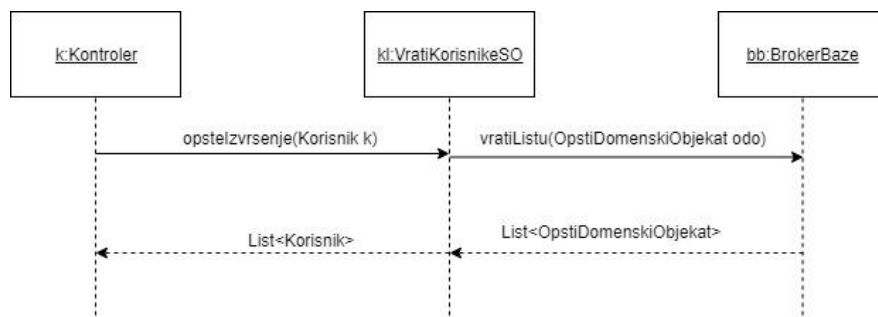 k:Kontroler
kl:VratiKorisnikeSO
bb:BrokerBaze
opsteIzvrsenje(Korisnik k)
vratiListu(OpstiDomenskiObjekat odo)
List<Korisnik>
List<OpstiDomenskiObjekat>